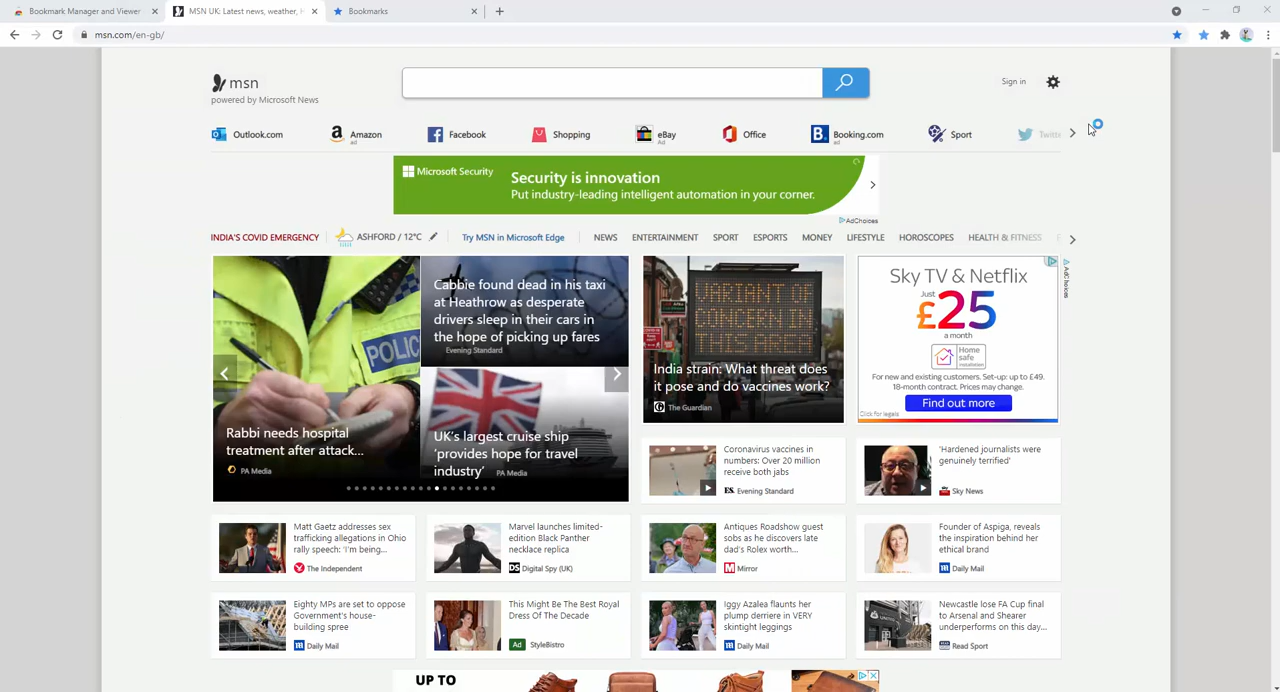 Bookmark Manager and Viewer
MSN UK: Latest news, weather, H
Bookmarks
msn.com/en-gb/
msn
powered by Microsoft News
Sign in
Outlook.com
Amazon
ad
Facebook
Shopping
eBay
ad
Office
Booking.com
ad
Sport
Twitte
Microsoft Security
Security is innovation
Put industry-leading intelligent automation in your corner.
AdChoices
INDIA'S COVID EMERGENCY
ASHFORD / 12°C
Try MSN in Microsoft Edge
NEWS
ENTERTAINMENT
SPORT
ESPORTS
MONEY
LIFESTYLE
HOROSCOPES
HEALTH & FITNESS
POLIC
Rabbi needs hospital
treatment after attack...
PA Media
Cabbie found dead in his taxi
at Heathrow as desperate
drivers sleep in their cars in
the hope of picking up fares
Evening Standard
UK's largest cruise ship
'provides hope for travel
industry'
PA Media
India strain: What threat does
it pose and do vaccines work?
The Guardian
Sky TV & Netflix
Just
£25
a month
Home
safe
installation
For new and existing customers. Set-up: up to £49.
18-month contract. Prices may change.
Find out more
Click for legals
AdChoices
Coronavirus vaccines in
numbers: Over 20 million
receive both jabs
ES. Evening Standard
'Hardened journalists were
genuinely terrified'
Sky News
Matt Gaetz addresses sex
trafficking allegations in Ohio
rally speech: 'I'm being...
The Independent
Marvel launches limited-
edition Black Panther
necklace replica
DS Digital Spy (UK)
Antiques Roadshow guest
sobs as he discovers late
dad's Rolex worth...
Mirror
Founder of Aspiga, reveals
the inspiration behind her
ethical brand
Daily Mail
Eighty MPs are set to oppose
Government's house-
building spree
Daily Mail
This Might Be The Best Royal
Dress Of The Decade
Ad StyleBistro
Iggy Azalea flaunts her
plump derriere in VERY
skintight leggings
Daily Mail
Newcastle lose FA Cup final
to Arsenal and Shearer
underperforms on this day...
Read Sport
UP TO